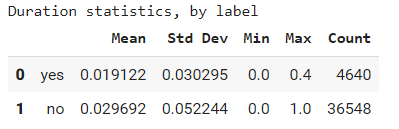 Duration statistics, by label
Mean Std Dev Min Max Count
0 yes 0.019122 0.030295 0.0 0.4 4640
1 no 0.029692 0.052244 0.0 1.0 36548